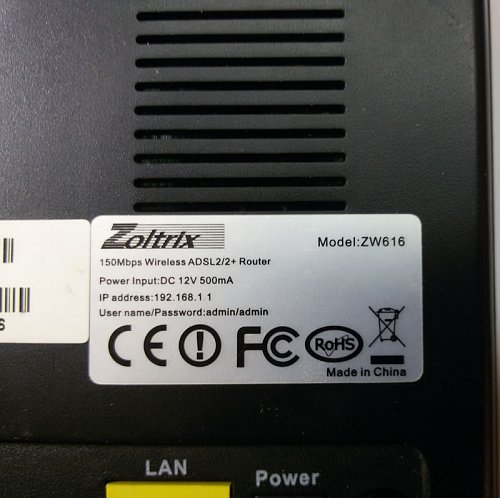 Zoltrix
Model:ZW616
150Mbps Wireless ADSL2/2+ Router
Power Input:DC 12V 500mA
IP address:192.168.1.1
User name/Password:admin/admin
CE FC RoHS
Made in China
6
LAN
Power